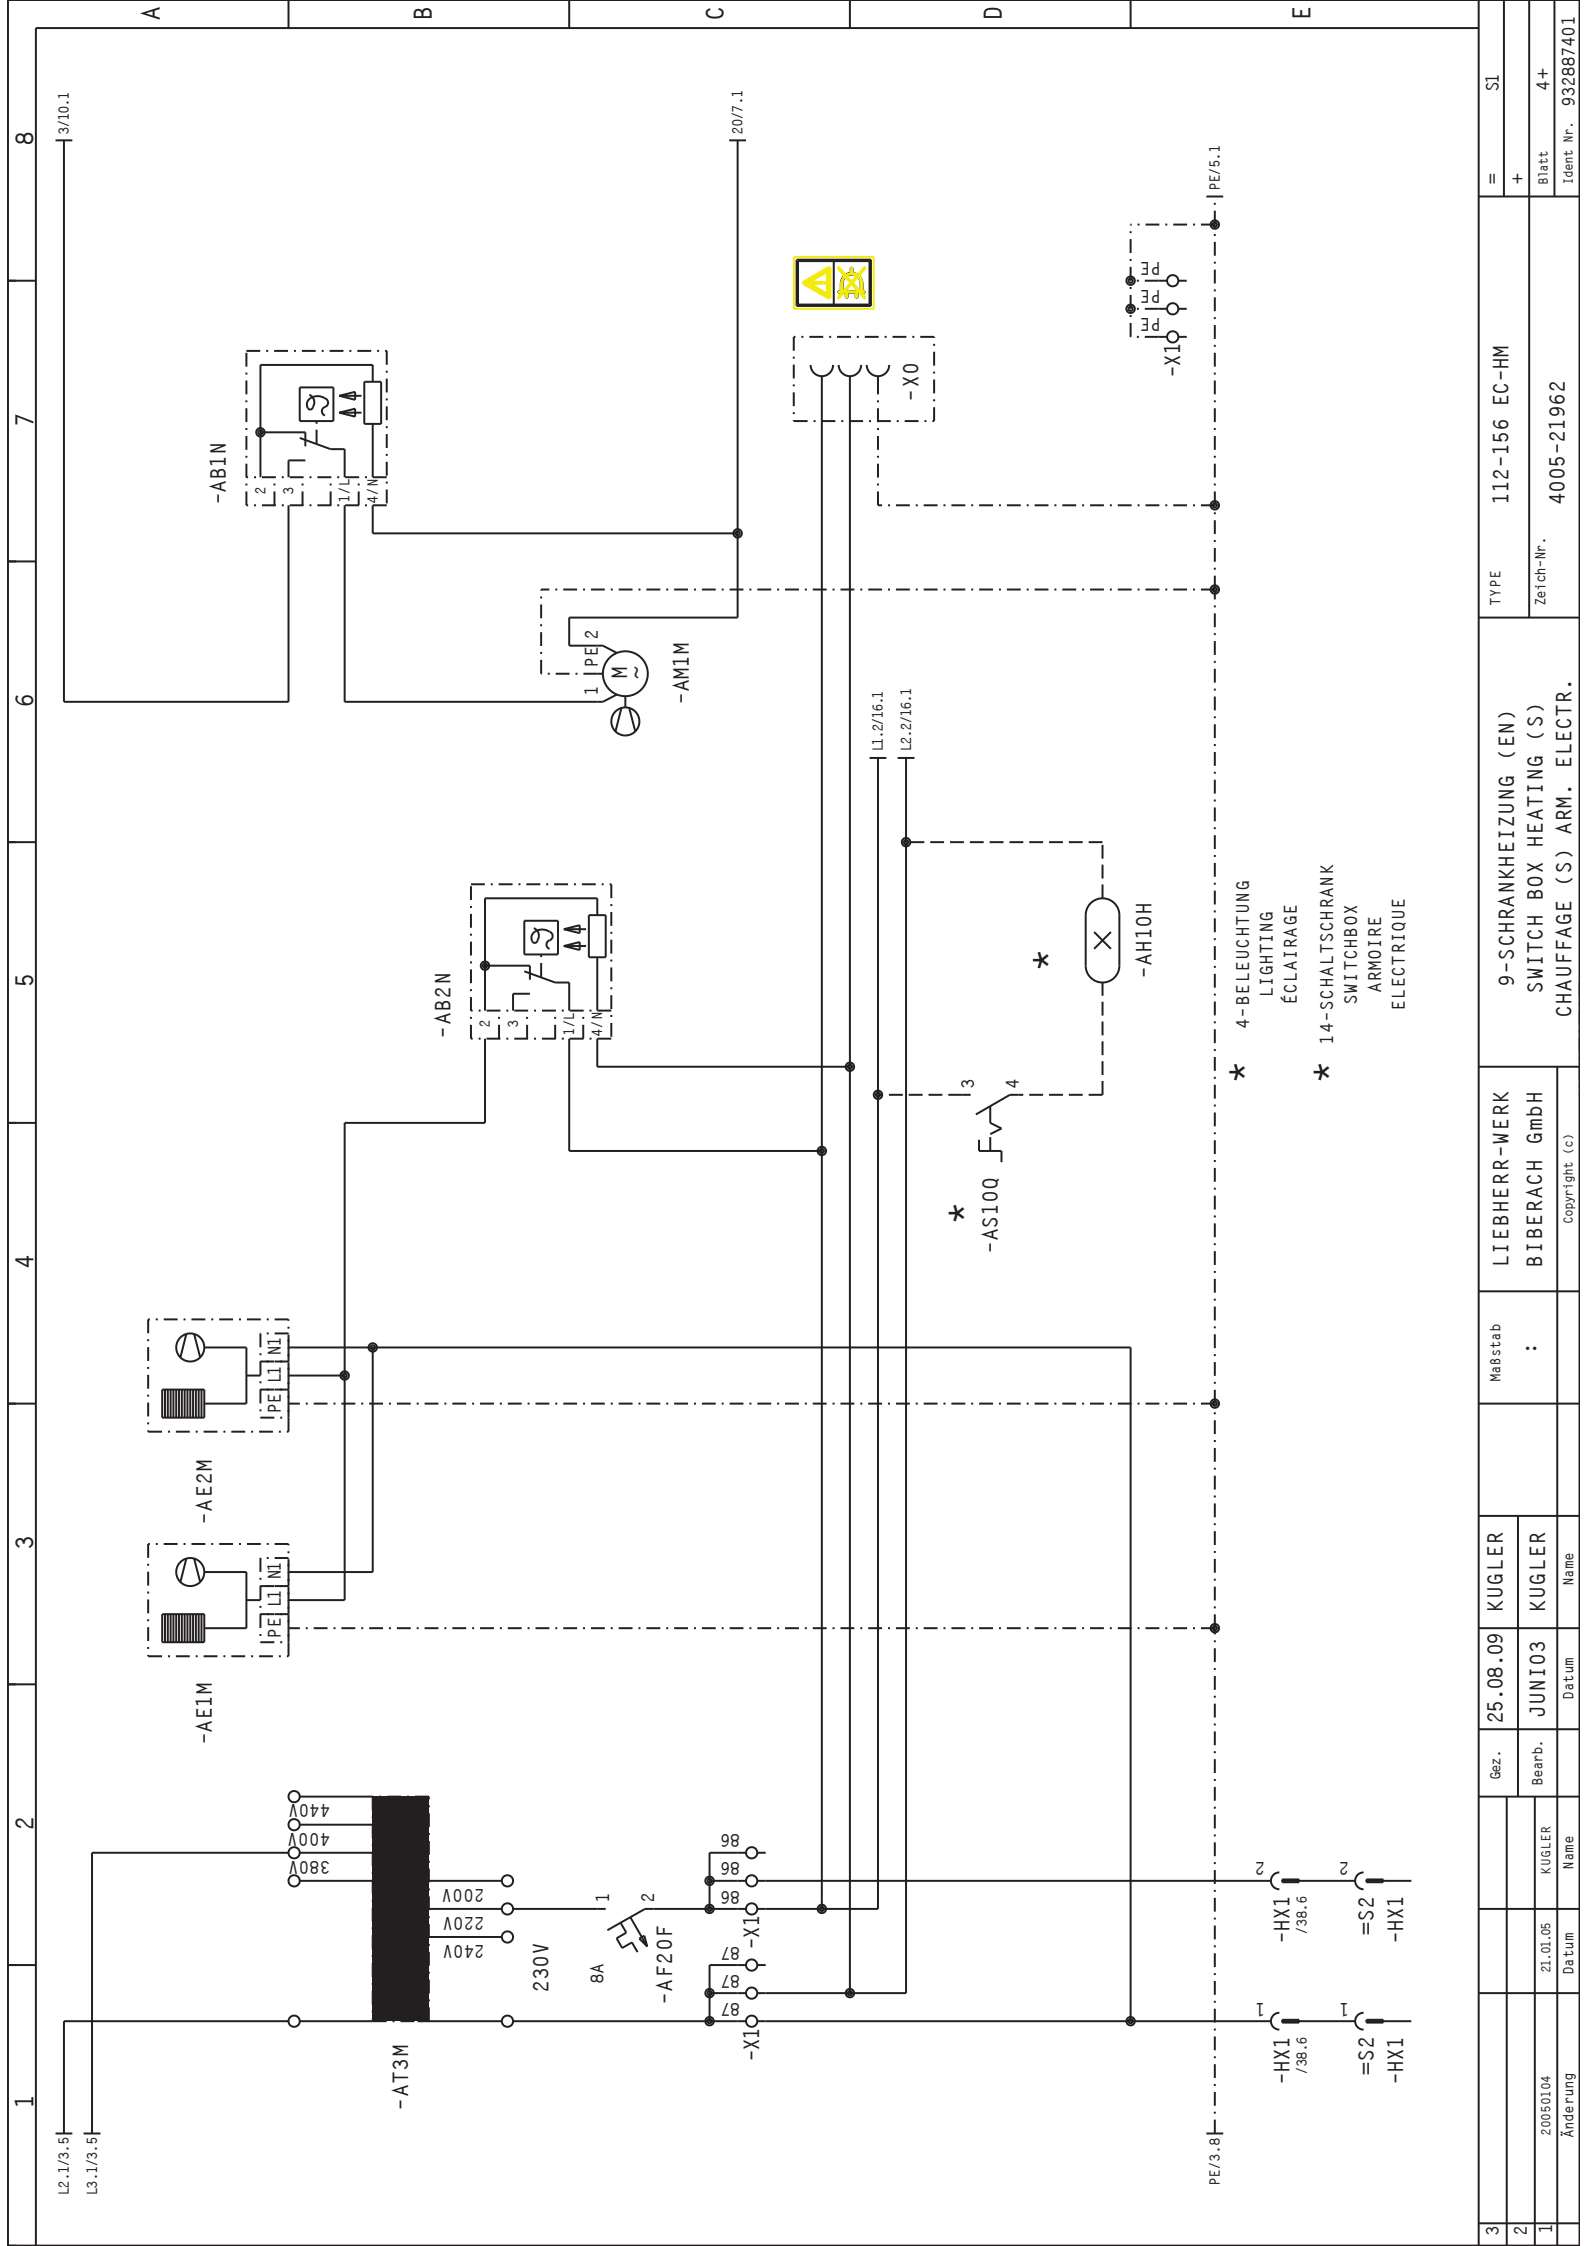 1
2
3
4
5
6
7
8
A
B
C
D
E
L2.1/3.5
L3.1/3.5
3/10.1
20/7.1
-AT3M
440V
400V
380V
200V
220V
240V
230V
8A
-AF20F
1
2
86
86
86
-X1
87
87
87
-X1
-AE1M
PE
L1
N1
-AE2M
PE
L1
N1
-AB2N
2
3
1/L
4/N
-AB1N
2
3
1/L
4/N
-AM1M
1
PE
2
M
~
-X0
L1.2/16.1
L2.2/16.1
*
-AS10Q
3
4
*
-AH10H
-X1
PE
PE
PE
PE/3.8
PE/5.1
-HX1
/38.6
1
=S2
-HX1
1
-HX1
/38.6
2
=S2
-HX1
2
* 4-BELEUCHTUNG
LIGHTING
ÉCLAIRAGE
* 14-SCHALTSCHRANK
SWITCHBOX
ARMOIRE
ELECTRIQUE
3
2
1
20050104
21.01.05
KUGLER
Änderung
Datum
Name
Gez.
25.08.09
KUGLER
Bearb.
JUNI03
KUGLER
Datum
Name
Maßstab
:
LIEBHERR-WERK
BIBERACH GmbH
Copyright (c)
9-SCHRANKHEIZUNG (EN)
SWITCH BOX HEATING (S)
CHAUFFAGE (S) ARM. ELECTR.
TYPE
112-156 EC-HM
Zeich-Nr.
4005-21962
=
S1
+
Blatt
4+
Ident Nr.
932887401